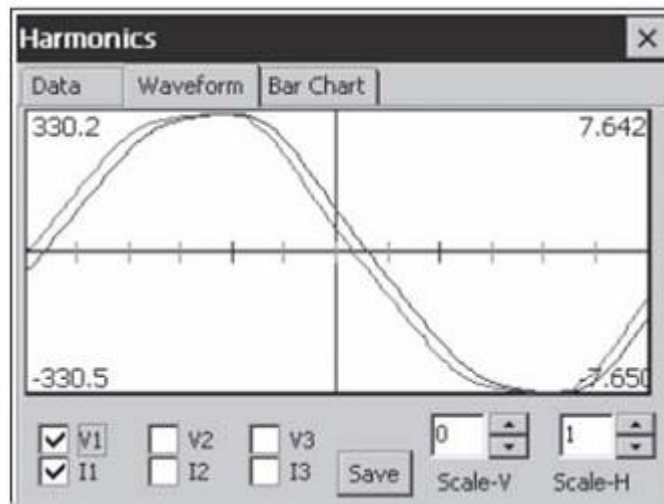 Harmonics
Data Waveform Bar Chart
330.2 7.642
-330.5 -7.650
V1 V2 V3 0 1
I1 I2 I3 Save Scale-V Scale-H